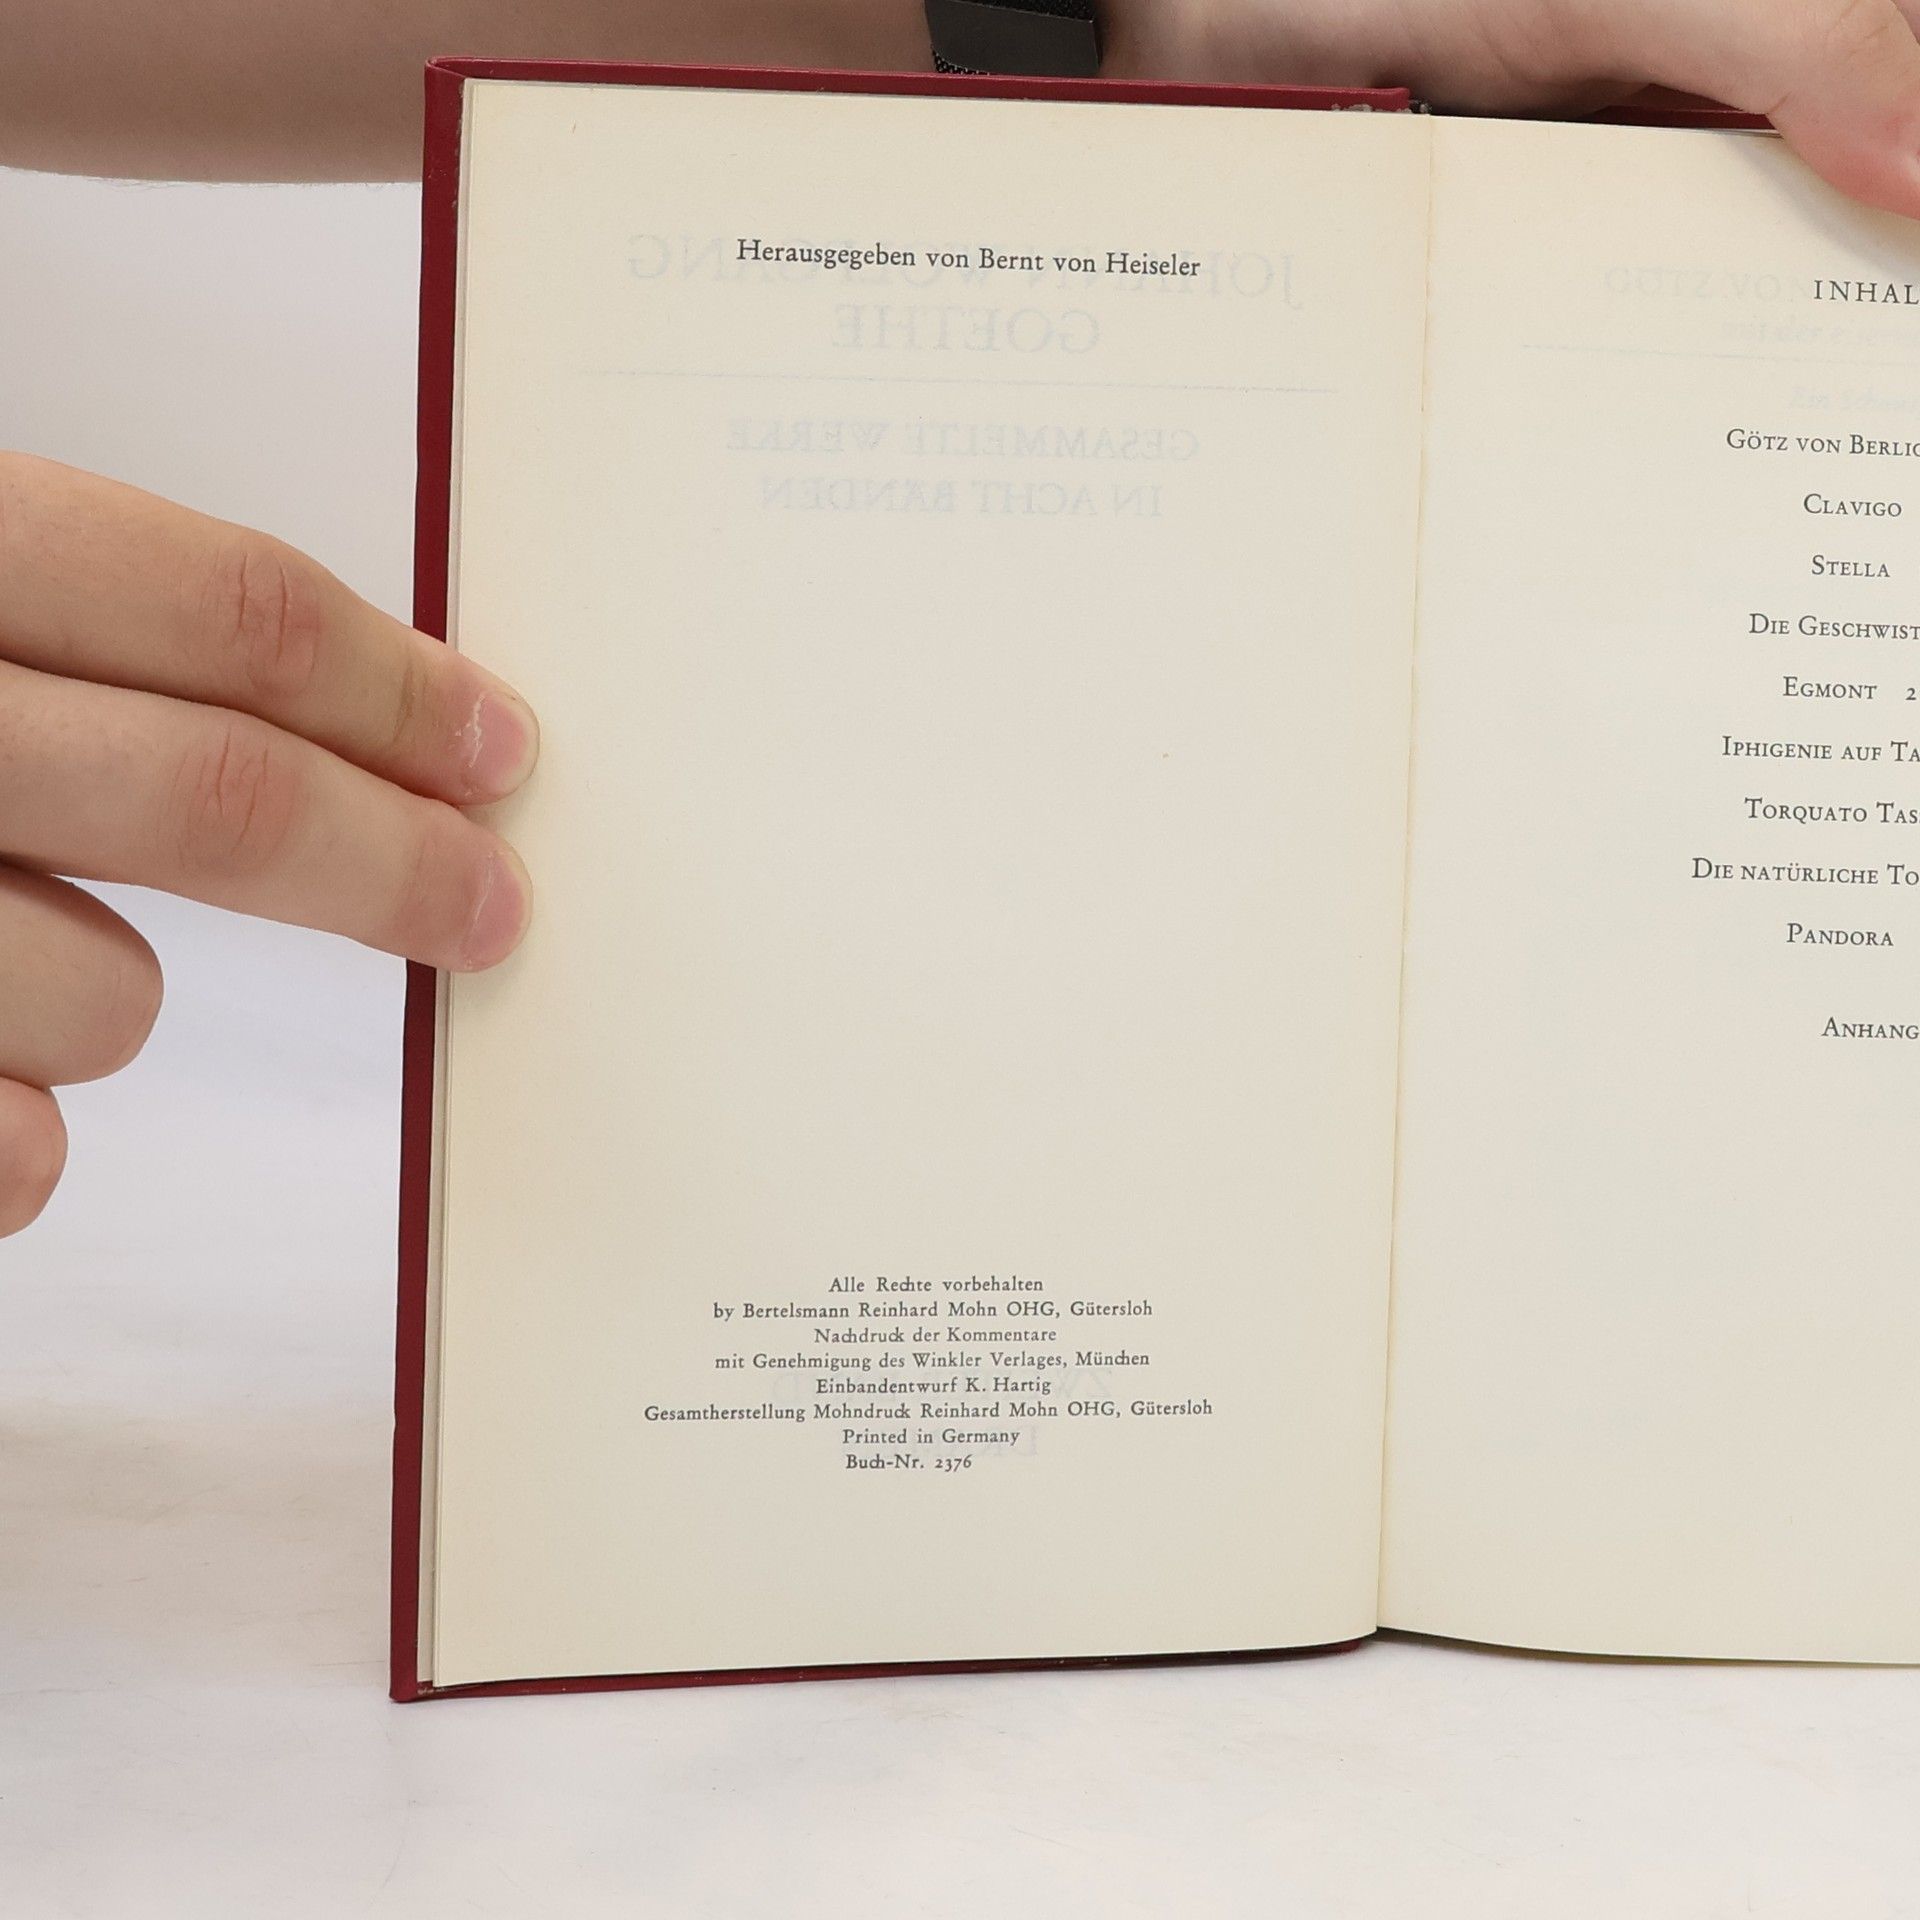 Herausgegeben von Bernt von Heiseler
Alle Rechte vorbehalten
by Bertelsmann Reinhard Mohn OHG, Gütersloh
Nachdruck der Kommentare
mit Genehmigung des Winkler Verlages, München
Einbandentwurf K. Hartig
Gesamtherstellung Mohndruck Reinhard Mohn OHG, Gütersloh
Printed in Germany
Buch-Nr. 2376
INHAL
GÖTZ VON BERLIC
CLAVIGO
STELLA
DIE GESCHWIST
EGMONT 2
IPHIGENIE AUF TA
TORQUATO TAS
DIE NATÜRLICHE TO
PANDORA
ANHANG